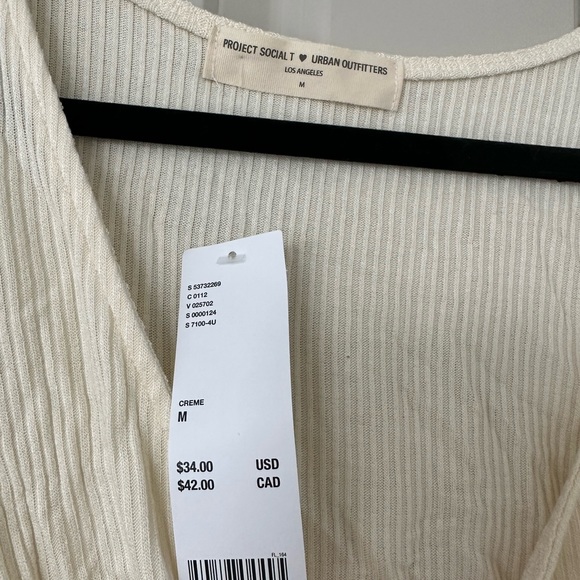 PROJECT SOCIAL T ♥ URBAN OUTFITTERS
LOS ANGELES
M
S 53732269
C 0112
V 025702
S 0000124
S 7100-4U
CREME
M
$34.00 USD
$42.00 CAD
FL_164